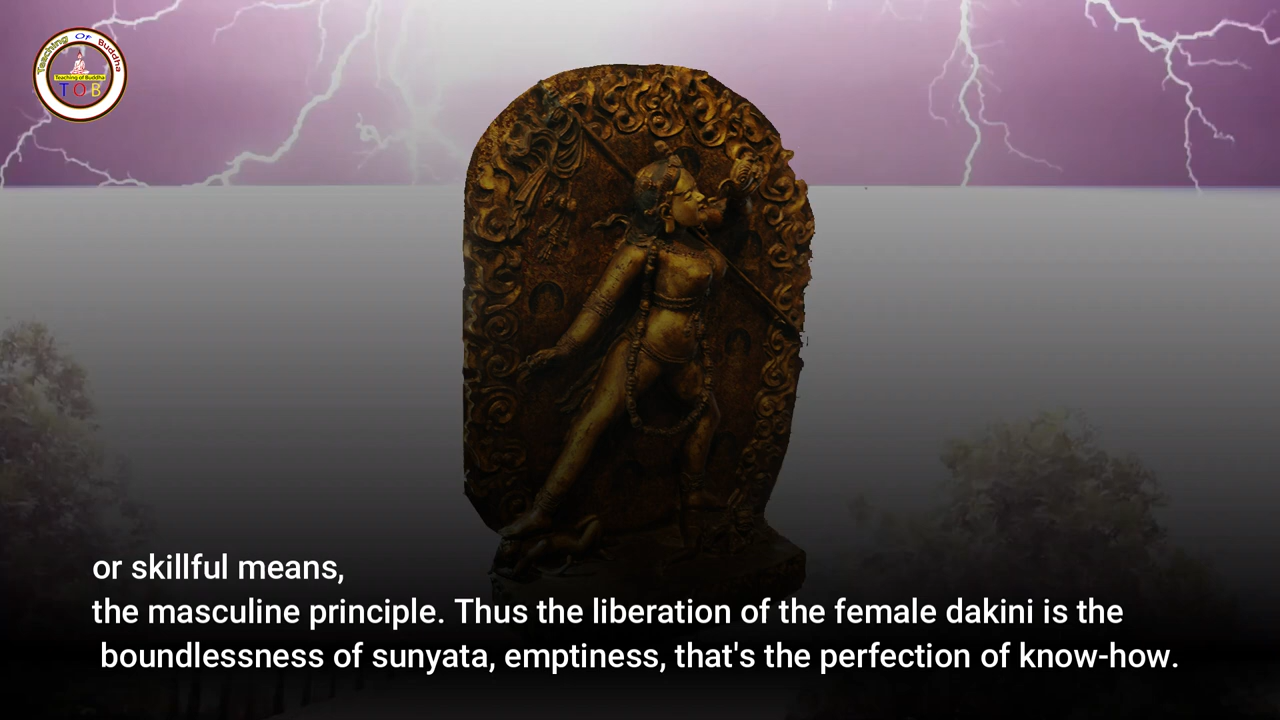 Teaching Of Buddha
Teaching of Buddha
T O B
or skillful means,
the masculine principle. Thus the liberation of the female dakini is the
boundlessness of sunyata, emptiness, that's the perfection of know-how.